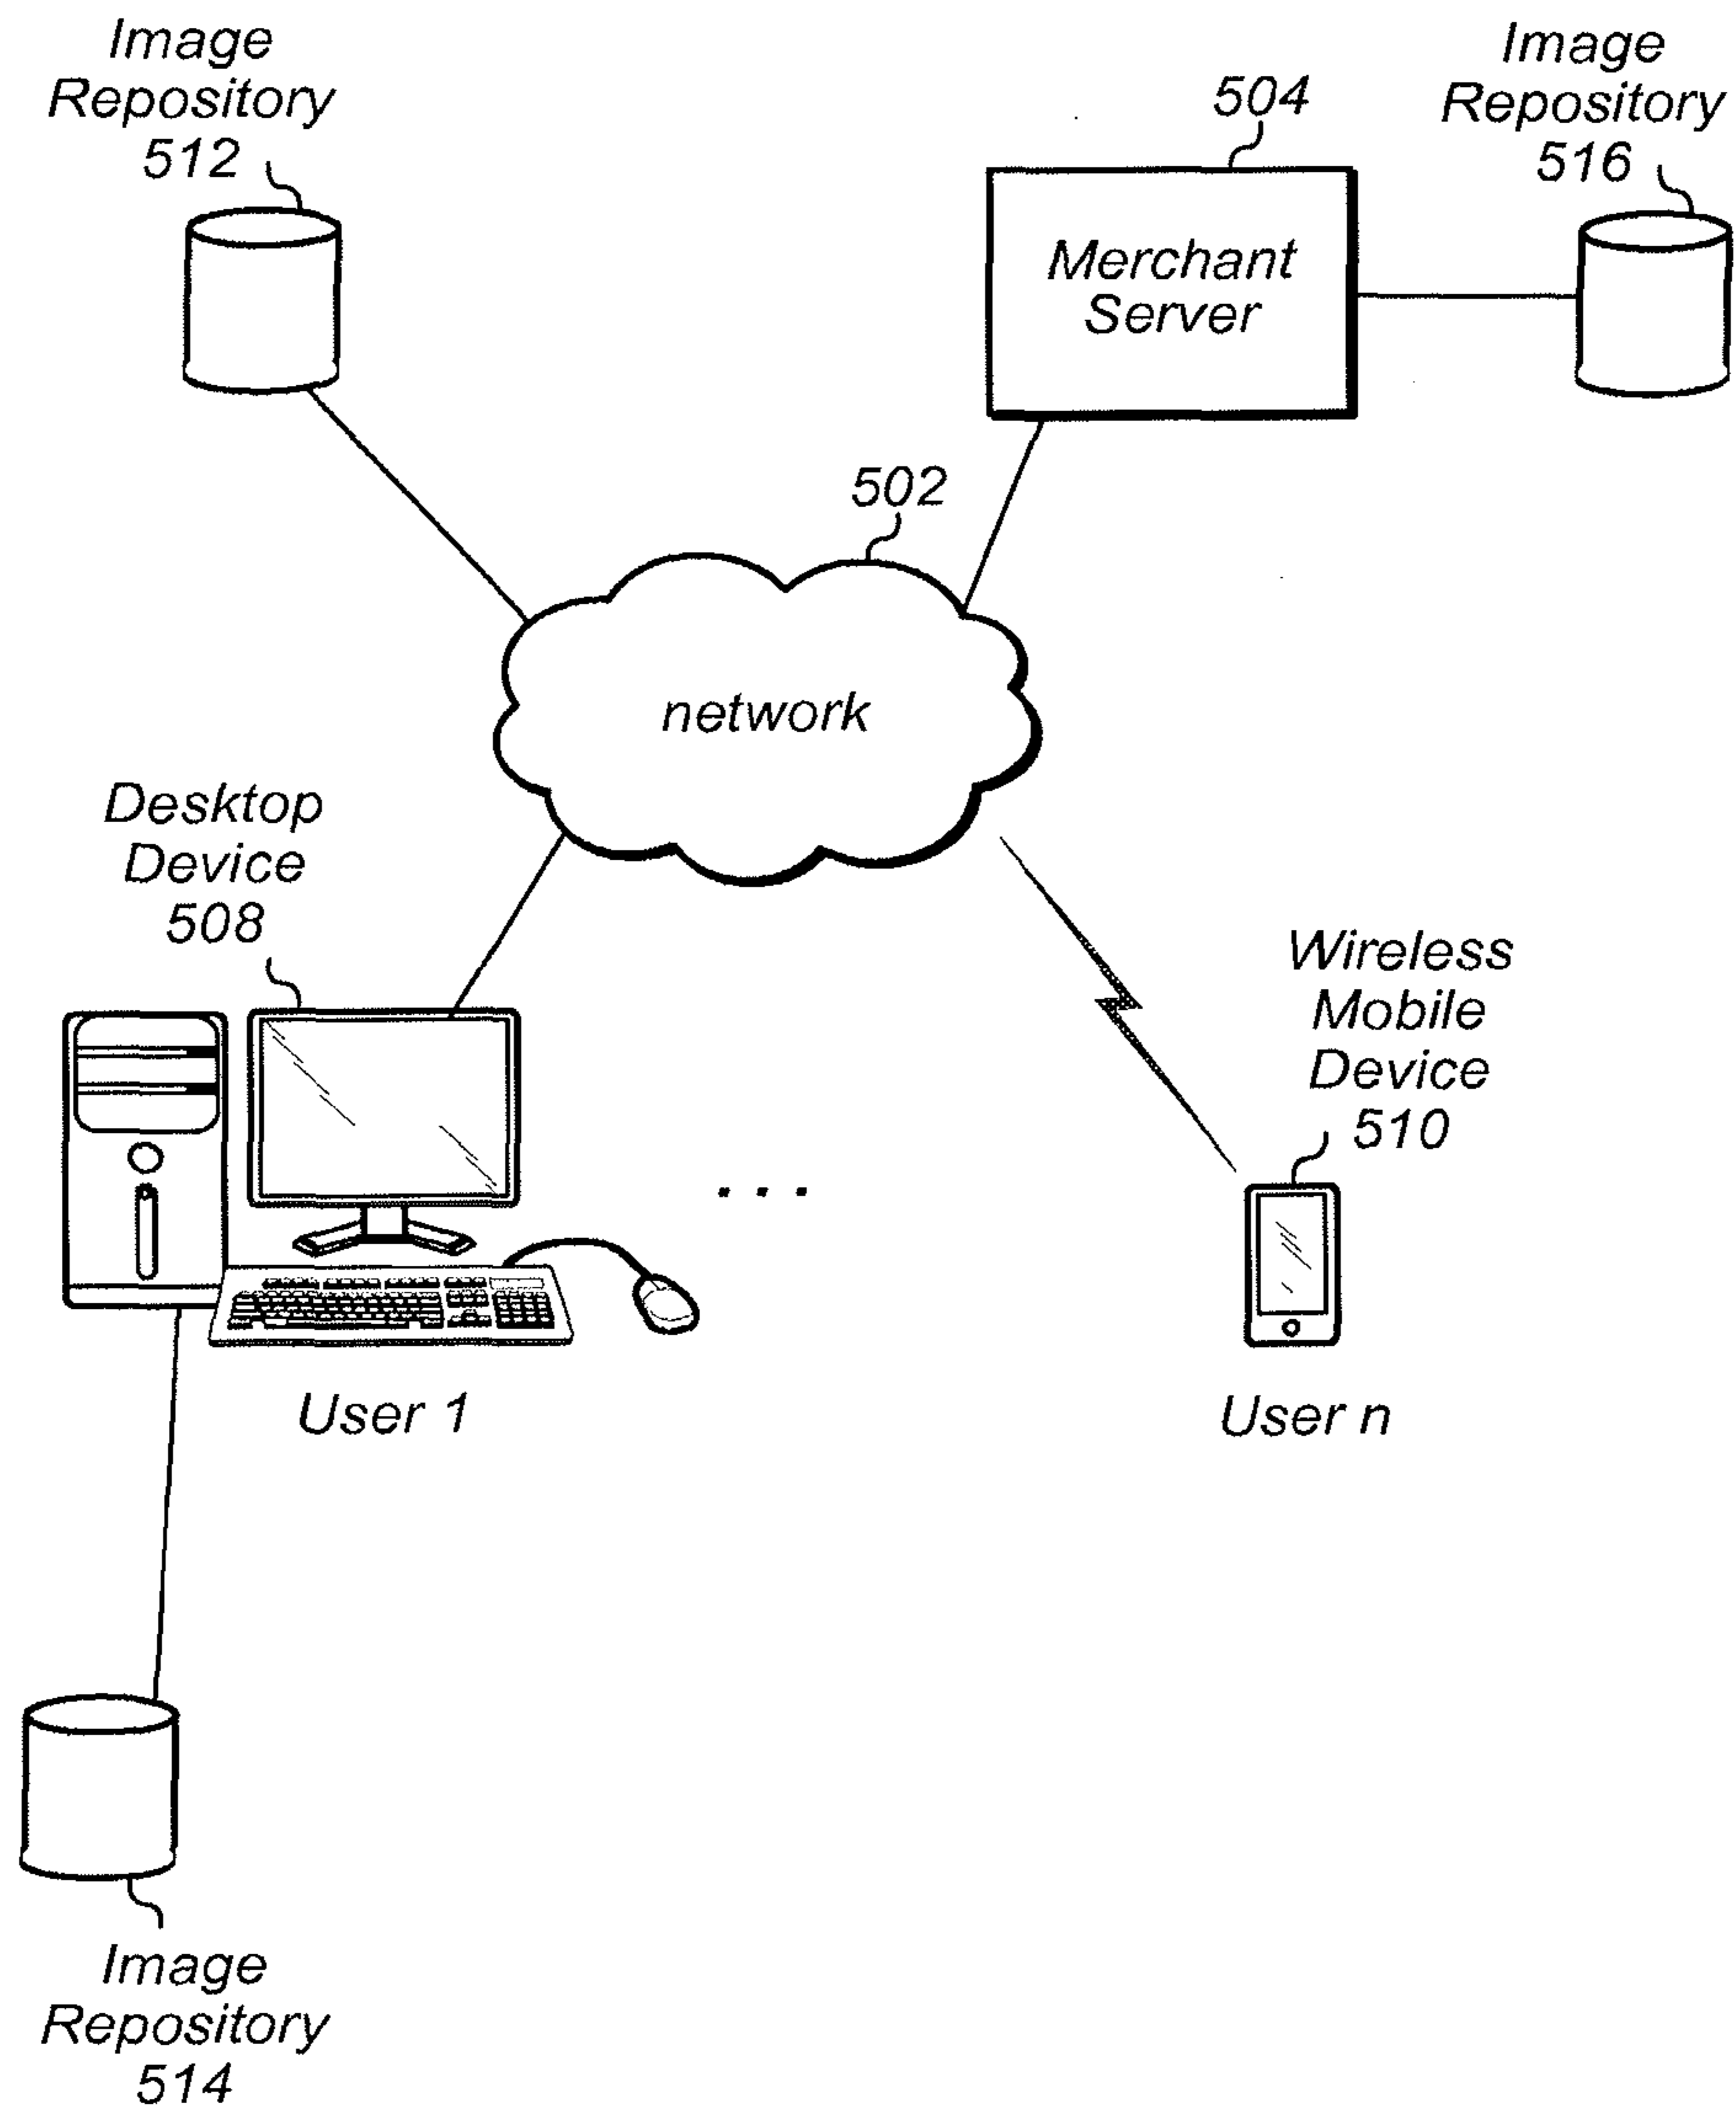 Image
Repository
512
504
Image
Repository
516
Merchant
Server
502
network
Desktop
Device
508
Wireless
Mobile
Device
510
...
User 1
User n
Image
Repository
514